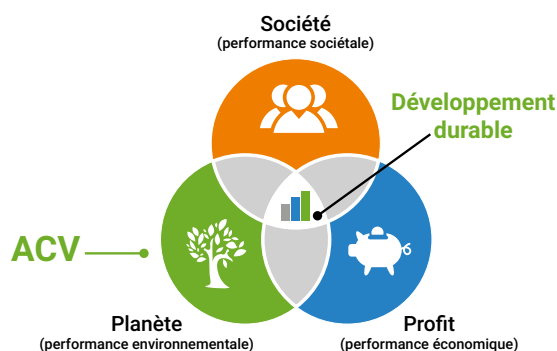 Société
(performance sociétale)
Développement
durable
ACV
Planète
(performance environnementale)
Profit
(performance économique)